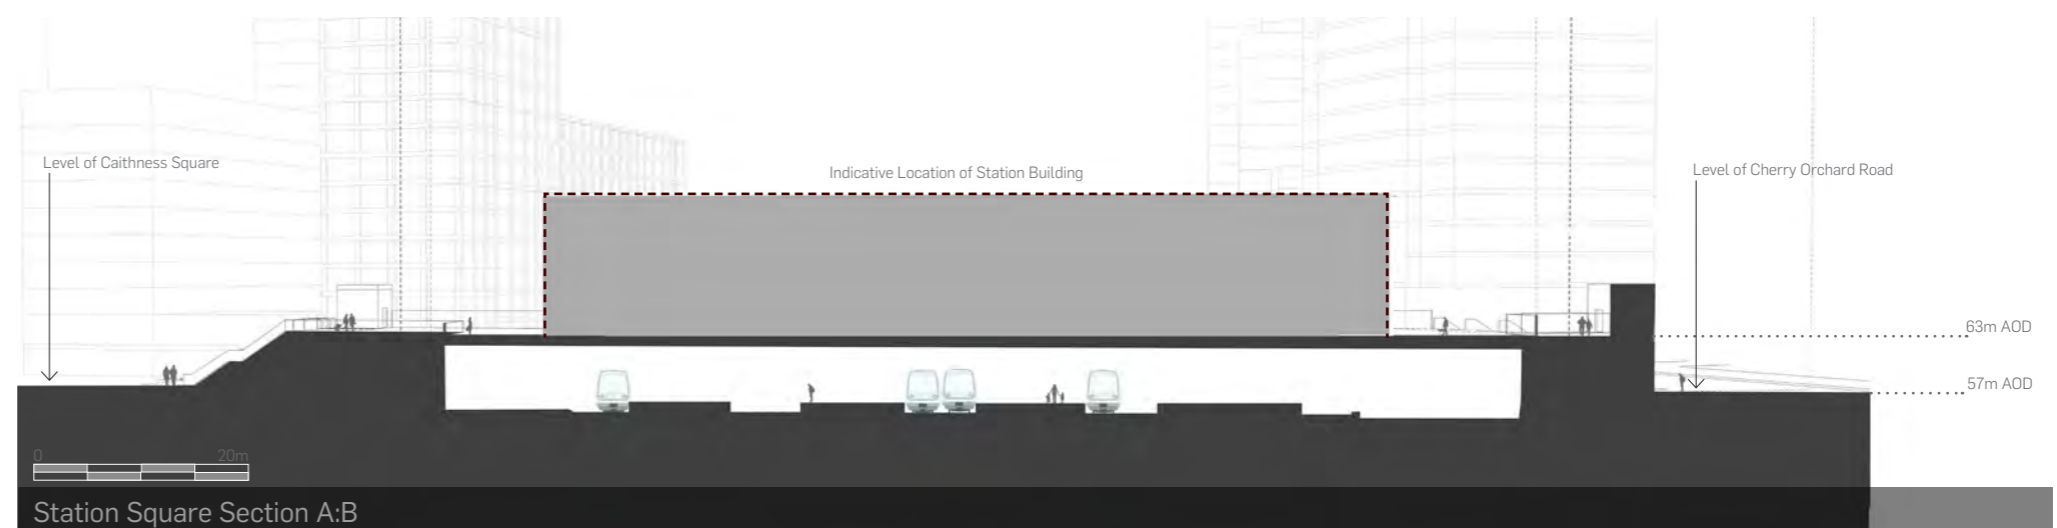 Level of Caithness Square
Indicative Location of Station Building
Level of Cherry Orchard Road
63m AOD
57m AOD
0 20m
Station Square Section A:B